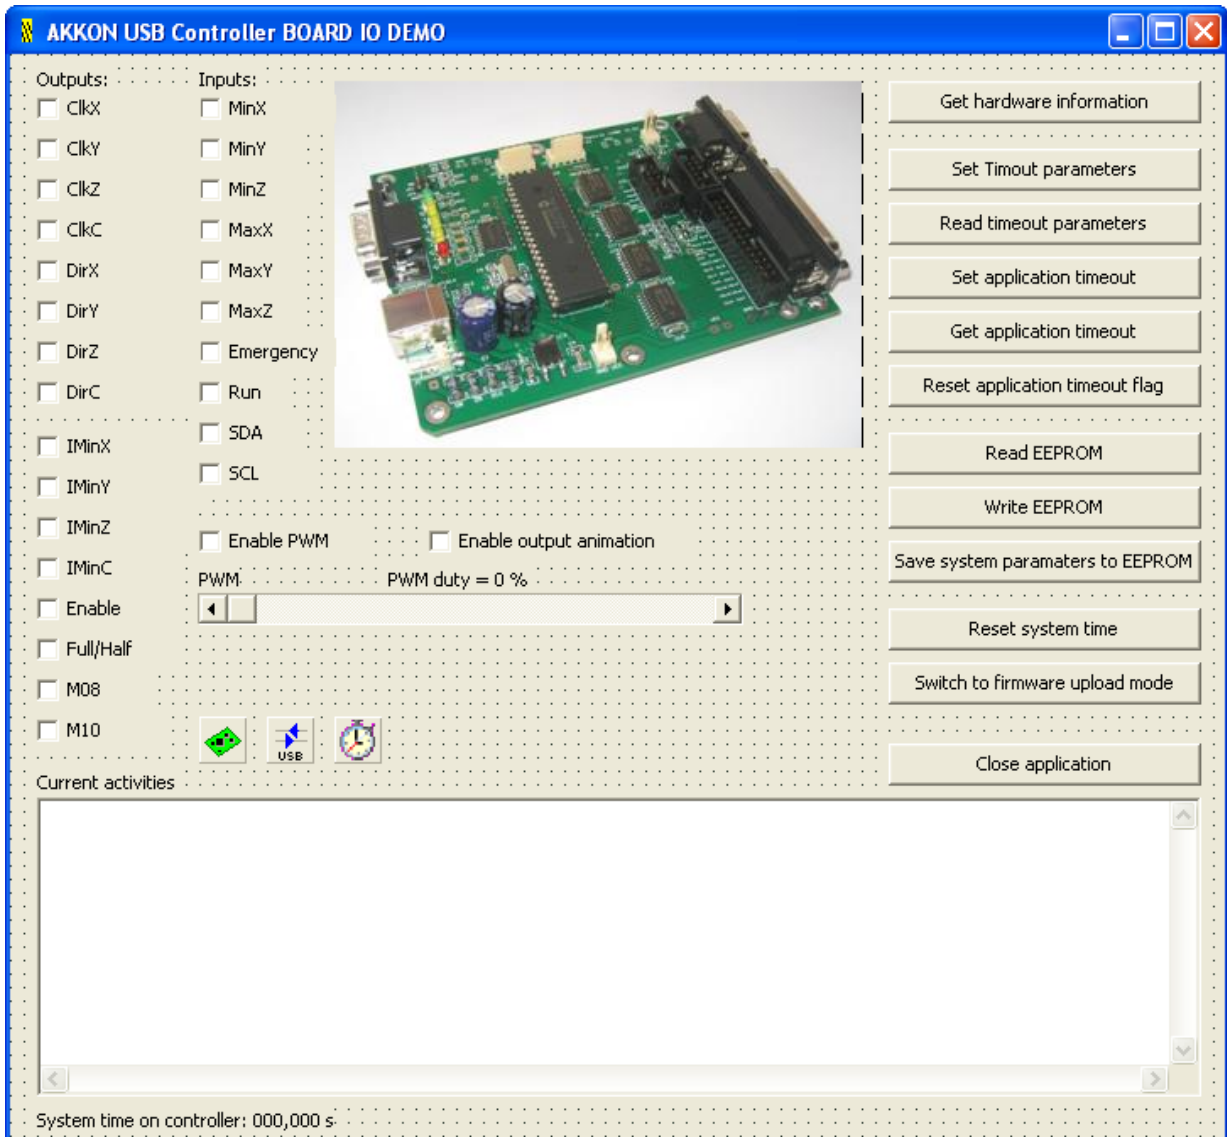 AKKON USB Controller BOARD IO DEMO
Outputs:
ClkX
ClkY
ClkZ
ClkC
DirX
DirY
DirZ
DirC
IMinX
IMinY
IMinZ
IMinC
Enable
Full/Half
M08
M10
Inputs:
MinX
MinY
MinZ
MaxX
MaxY
MaxZ
Emergency
Run
SDA
SCL
Enable PWM
Enable output animation
PWM
PWM duty = 0 %
USB
Get hardware information
Set Timout parameters
Read timeout parameters
Set application timeout
Get application timeout
Reset application timeout flag
Read EEPROM
Write EEPROM
Save system paramaters to EEPROM
Reset system time
Switch to firmware upload mode
Close application
Current activities
System time on controller: 000,000 s